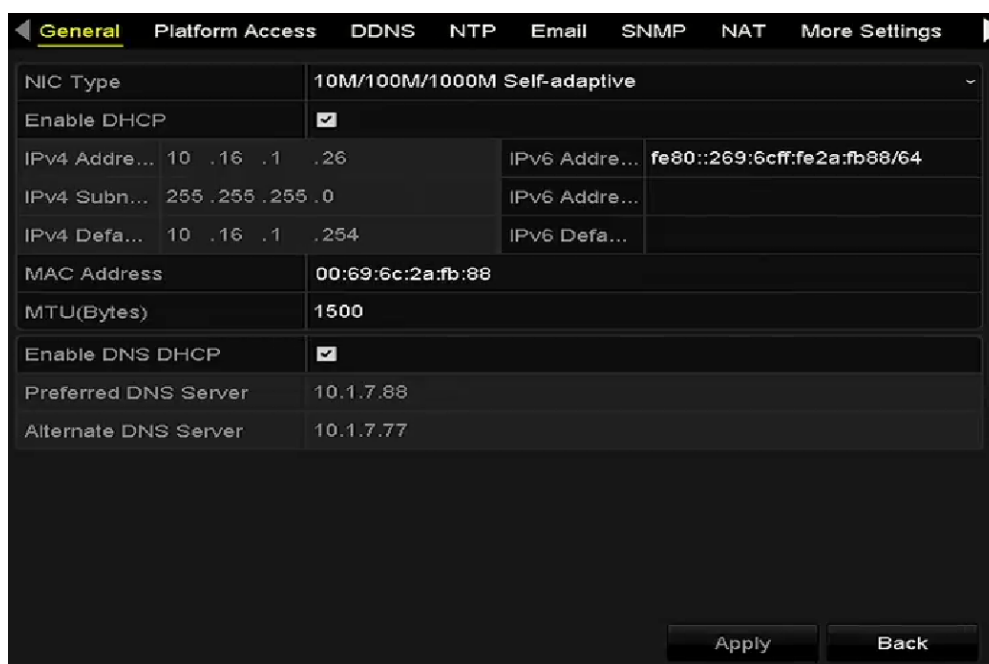 General Platform Access DDNS NTP Email SNMP NAT More Settings
NIC Type 10M/100M/1000M Self-adaptive
Enable DHCP
IPv4 Addre... 10 .16 .1 .26 IPv6 Addre... fe80::269:6cff:fe2a:fb88/64
IPv4 Subn... 255.255.255.0 IPv6 Addre...
IPv4 Defa... 10 .16 .1 .254 IPv6 Defa...
MAC Address 00:69:6c:2a:fb:88
MTU(Bytes) 1500
Enable DNS DHCP
Preferred DNS Server 10.1.7.88
Alternate DNS Server 10.1.7.77
Apply Back